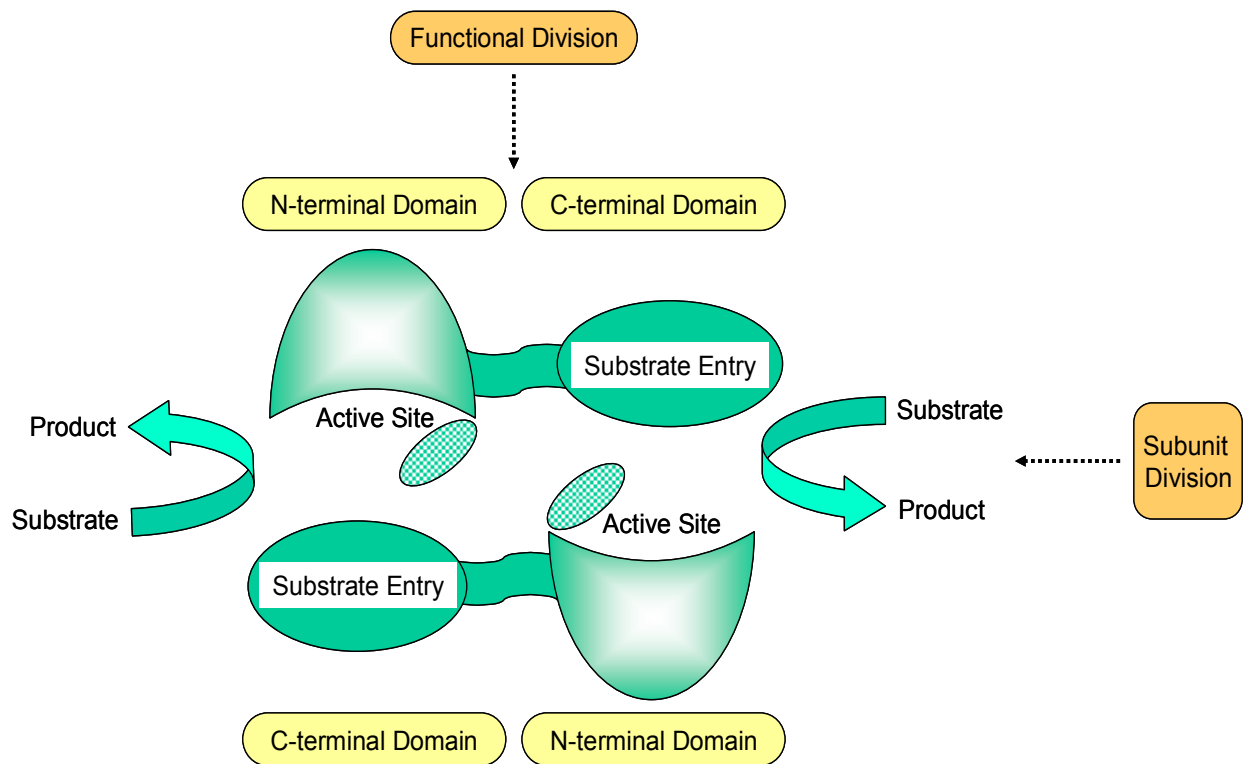 Functional Division
N-terminal Domain
C-terminal Domain
Substrate Entry
Active Site
Product
Substrate
Substrate
Product
Subunit
Division
Active Site
Substrate Entry
C-terminal Domain
N-terminal Domain